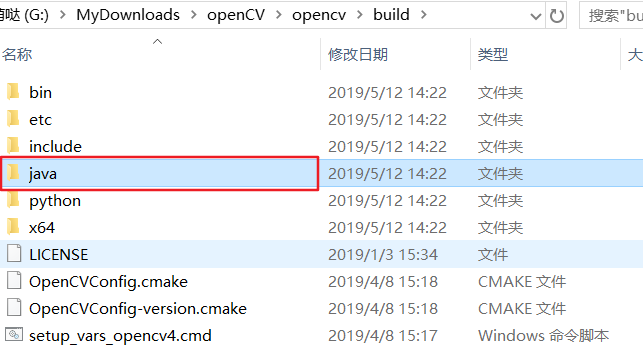 (G:) > MyDownloads > openCV > opencv > build > 搜索"bu
名称 修改日期 类型 大
bin 2019/5/12 14:22 文件夹
etc 2019/5/12 14:22 文件夹
include 2019/5/12 14:22 文件夹
java 2019/5/12 14:22 文件夹
python 2019/5/12 14:22 文件夹
x64 2019/5/12 14:22 文件夹
LICENSE 2019/1/3 15:34 文件
OpenCVConfig.cmake 2019/4/8 15:18 CMAKE 文件
OpenCVConfig-version.cmake 2019/4/8 15:18 CMAKE 文件
setup_vars_opencv4.cmd 2019/4/8 15:17 Windows 命令脚本